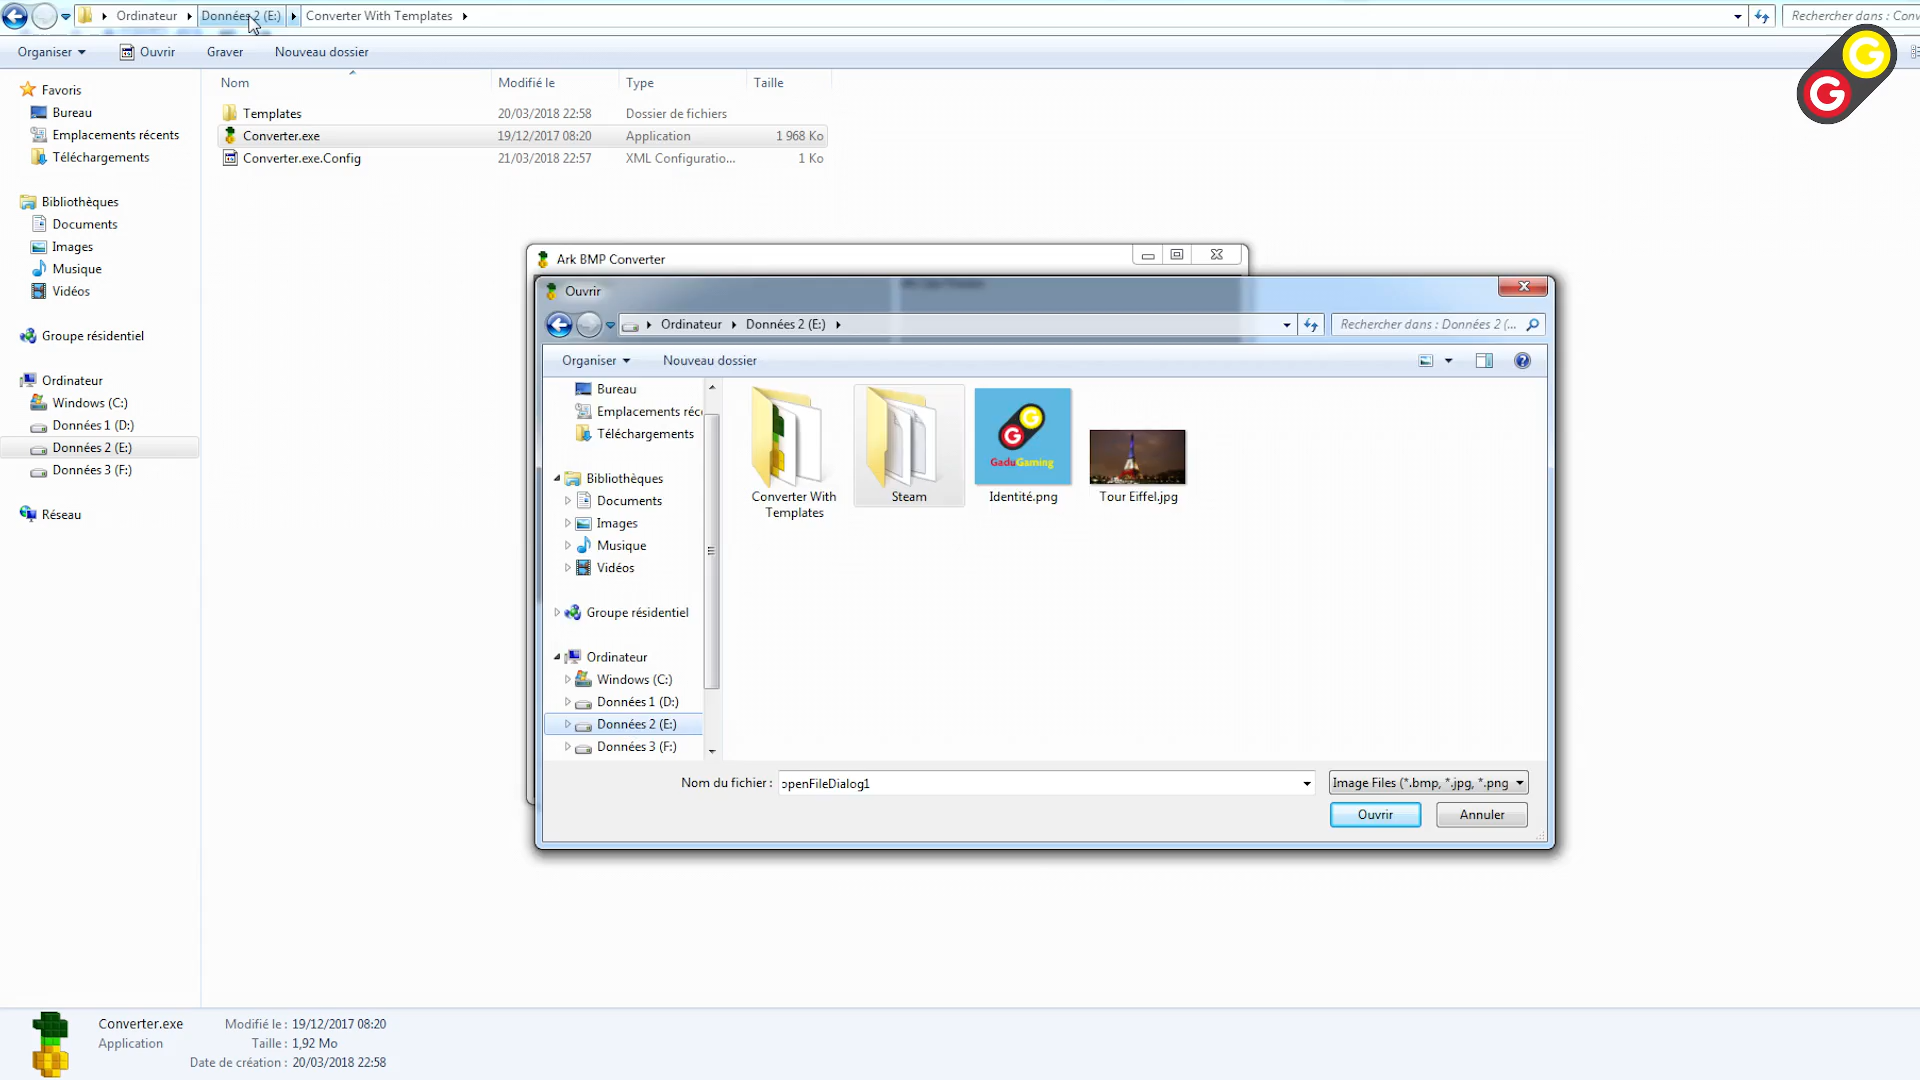 Ordinateur Données 2 (E:) Converter With Templates Rechercher dans : Conv
Organiser Ouvrir Graver Nouveau dossier
G
G
Nom Modifié le Type Taille
Templates 20/03/2018 22:58 Dossier de fichiers
Converter.exe 19/12/2017 08:20 Application 1 968 Ko
Converter.exe.Config 21/03/2018 22:57 XML Configuratio... 1 Ko
Favoris
Bureau
Emplacements récents
Téléchargements
Bibliothèques
Documents
Images
Musique
Vidéos
Groupe résidentiel
Ordinateur
Windows (C:)
Données 1 (D:)
Données 2 (E:)
Données 3 (F:)
Réseau
Ark BMP Converter
Ouvrir
Ordinateur Données 2 (E:) Rechercher dans : Données 2 (...
Organiser Nouveau dossier
Bureau
Emplacements réc
Téléchargements
Bibliothèques
Documents
Images
Musique
Vidéos
Groupe résidentiel
Ordinateur
Windows (C:)
Données 1 (D:)
Données 2 (E:)
Données 3 (F:)
G
G
GaduGaming
Converter With
Templates
Steam
Identité.png
Tour Eiffel.jpg
Nom du fichier : openFileDialog1 Image Files (*.bmp, *.jpg, *.png
Ouvrir Annuler
Converter.exe Modifié le : 19/12/2017 08:20
Application Taille : 1,92 Mo
Date de création : 20/03/2018 22:58